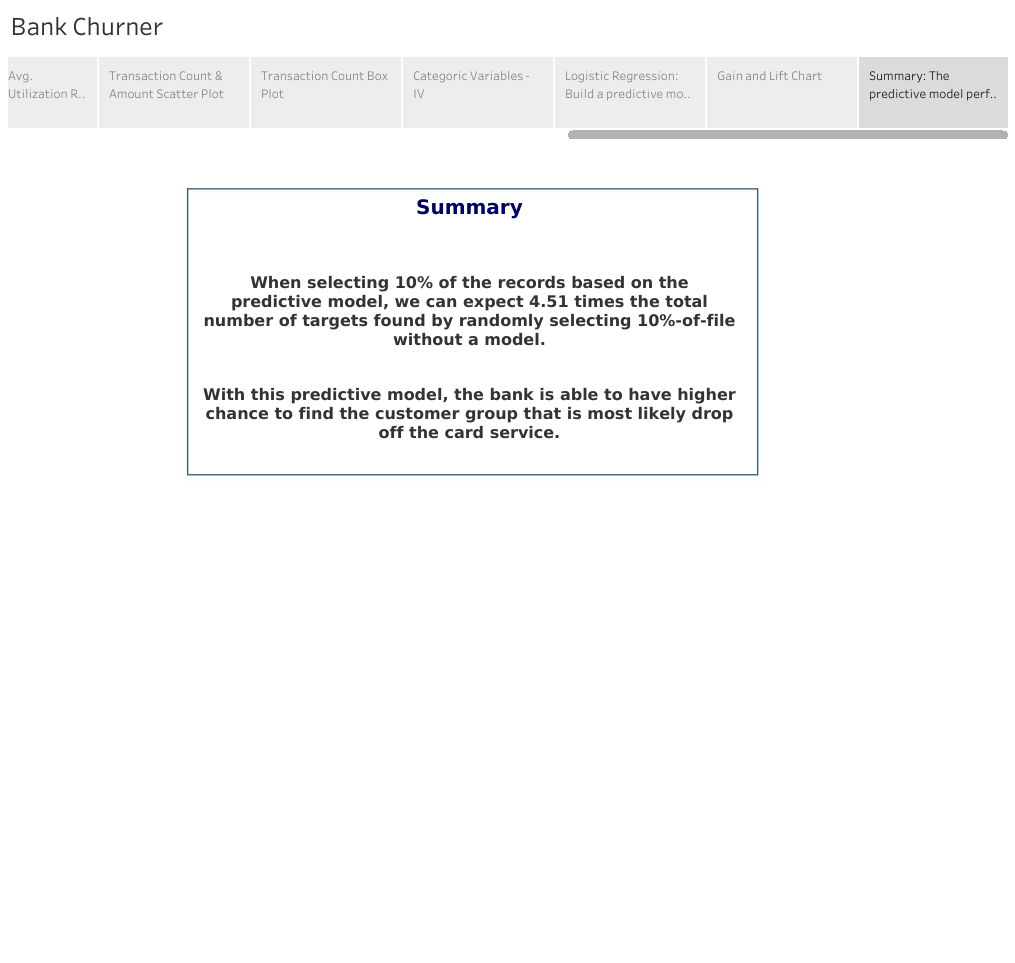 Bank Churner
Avg.
Utilization R..
Transaction Count &
Amount Scatter Plot
Transaction Count Box
Plot
Categoric Variables -
IV
Logistic Regression:
Build a predictive mo..
Gain and Lift Chart
Summary: The
predictive model perf..
Summary
When selecting 10% of the records based on the
predictive model, we can expect 4.51 times the total
number of targets found by randomly selecting 10%-of-file
without a model.
With this predictive model, the bank is able to have higher
chance to find the customer group that is most likely drop
off the card service.